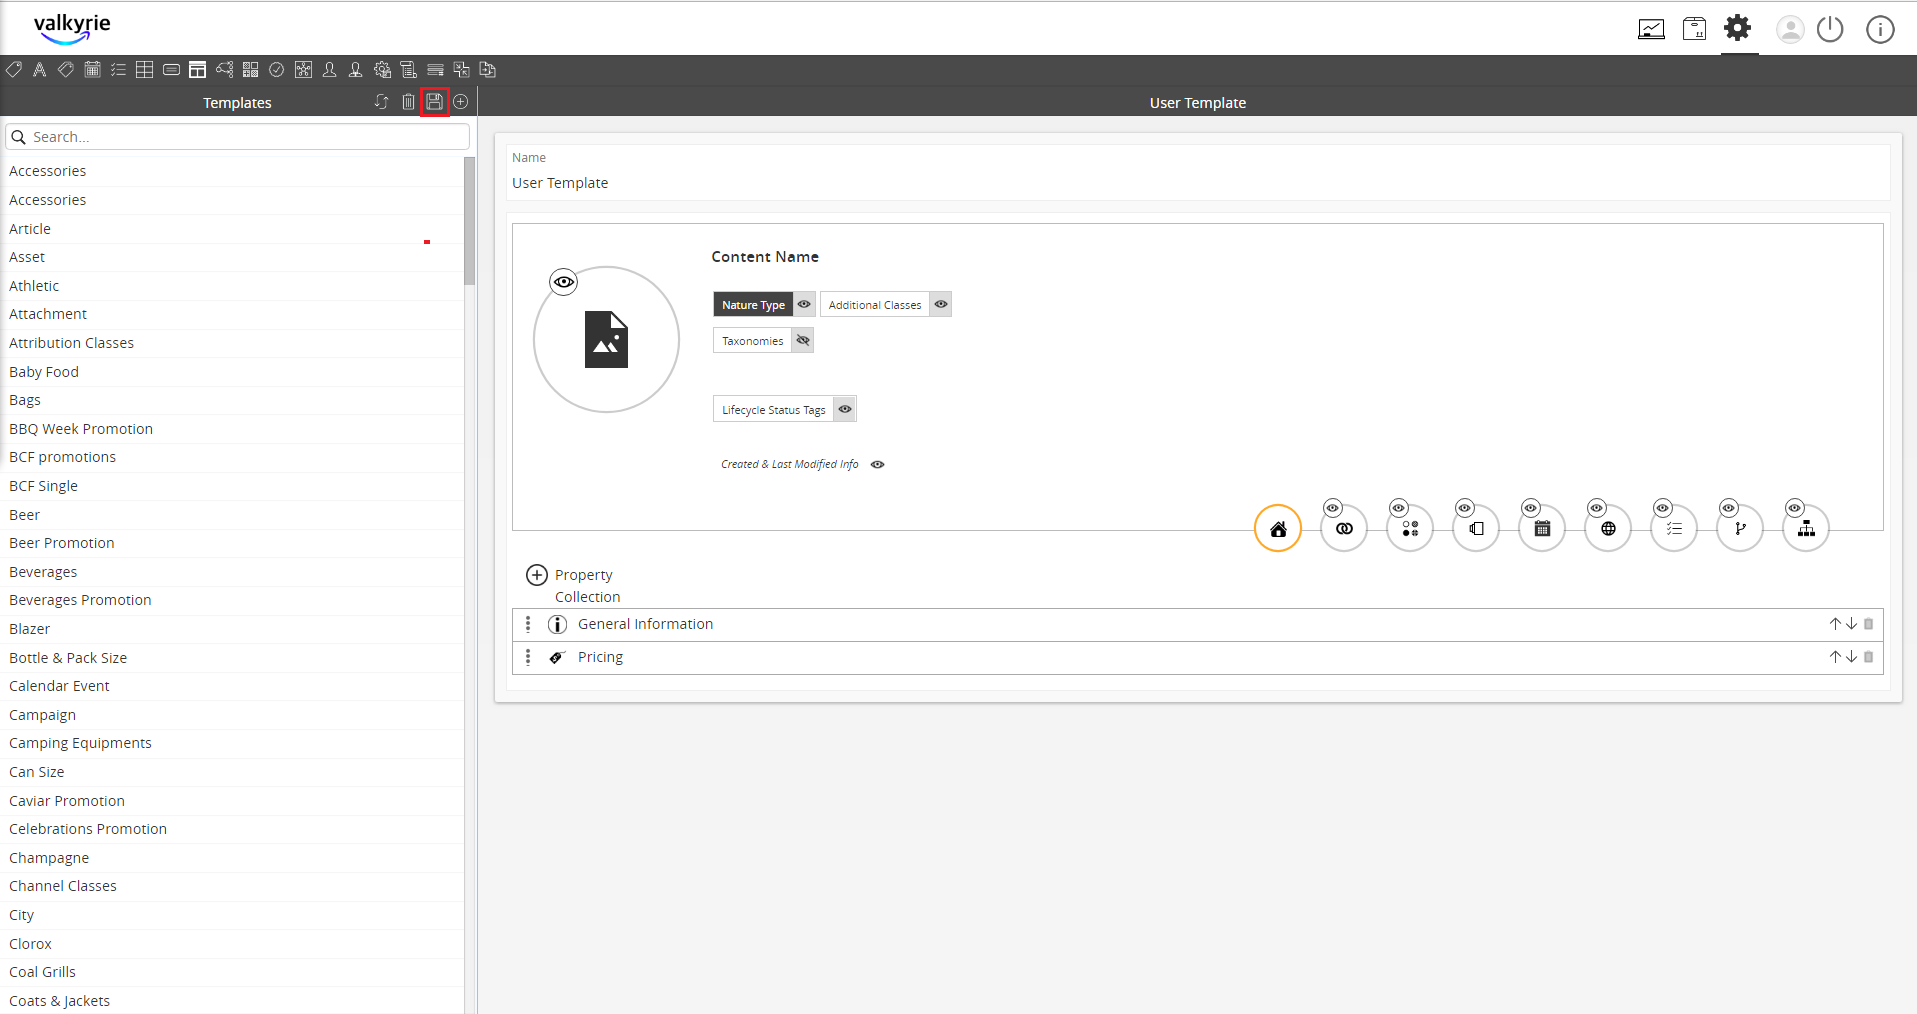 valkyrie
Templates
User Template
Search...
Accessories
Accessories
Article
Asset
Athletic
Attachment
Attribution Classes
Baby Food
Bags
BBQ Week Promotion
BCF promotions
BCF Single
Beer
Beer Promotion
Beverages
Beverages Promotion
Blazer
Bottle & Pack Size
Calendar Event
Campaign
Camping Equipments
Can Size
Caviar Promotion
Celebrations Promotion
Champagne
Channel Classes
City
Clorox
Coal Grills
Coats & Jackets
Name
User Template
Content Name
Nature Type
Additional Classes
Taxonomies
Lifecycle Status Tags
Created & Last Modified Info
Property
Collection
General Information
Pricing